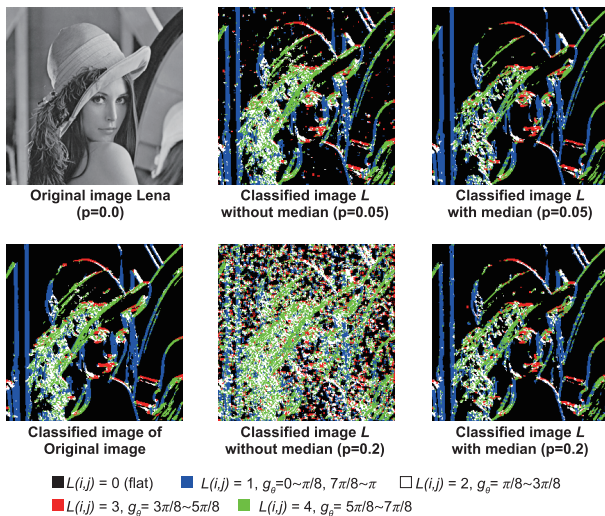 Original image Lena
(p=0.0)
Classified image L
without median (p=0.05)
Classified image L
with median (p=0.05)
Classified image of
Original image
Classified image L
without median (p=0.2)
Classified image L
with median (p=0.2)
L(i,j) = 0 (flat) L(i,j) = 1, gθ=0~π/8, 7π/8~π L(i,j) = 2, gθ= π/8~3π/8
L(i,j) = 3, gθ= 3π/8~5π/8 L(i,j) = 4, gθ= 5π/8~7π/8